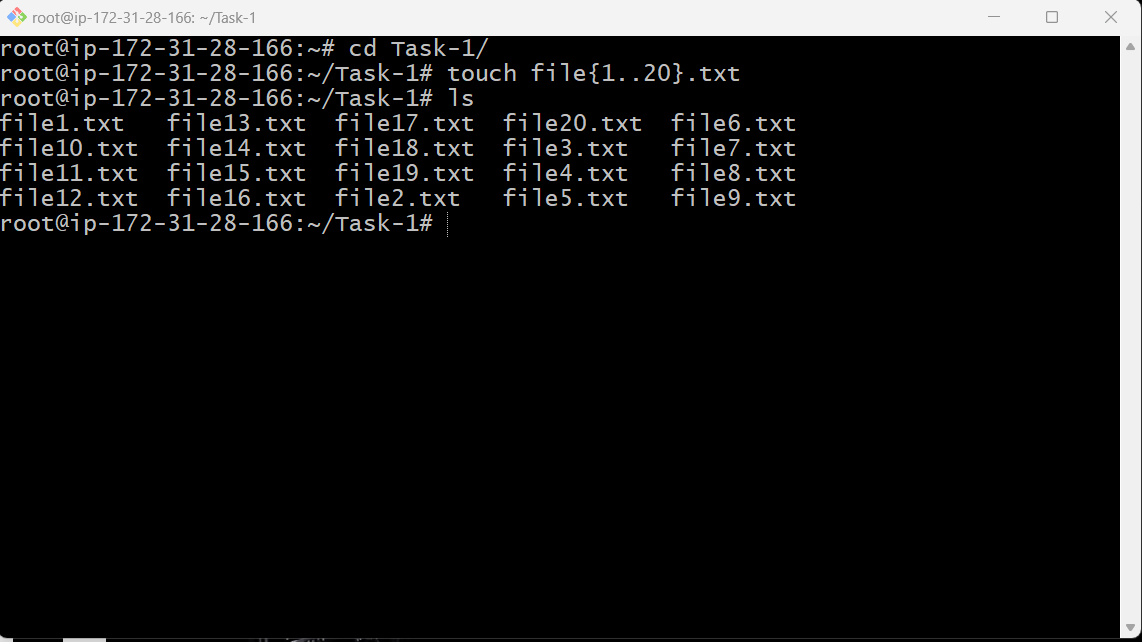 root@ip-172-31-28-166: ~/Task-1
root@ip-172-31-28-166:~# cd Task-1/
root@ip-172-31-28-166:~/Task-1# touch file{1..20}.txt
root@ip-172-31-28-166:~/Task-1# ls
file1.txt   file13.txt  file17.txt  file20.txt  file6.txt
file10.txt  file14.txt  file18.txt  file3.txt   file7.txt
file11.txt  file15.txt  file19.txt  file4.txt   file8.txt
file12.txt  file16.txt  file2.txt   file5.txt   file9.txt
root@ip-172-31-28-166:~/Task-1#